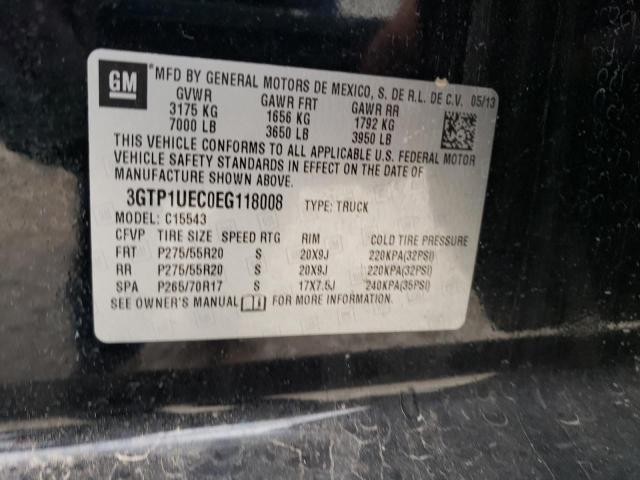 GM
MFD BY GENERAL MOTORS DE MEXICO, S. DE R.L. DE C.V. 05/13
GVWR GAWR FRT GAWR RR
3175 KG 1656 KG 1792 KG
7000 LB 3650 LB 3950 LB
THIS VEHICLE CONFORMS TO ALL APPLICABLE U.S. FEDERAL MOTOR
VEHICLE SAFETY STANDARDS IN EFFECT ON THE DATE OF
MANUFACTURE SHOWN ABOVE.
3GTP1UEC0EG118008 TYPE: TRUCK
MODEL: C15543
CFVP TIRE SIZE SPEED RTG RIM COLD TIRE PRESSURE
FRT P275/55R20 S 20X9J 220KPA(32PSI)
RR P275/55R20 S 20X9J 220KPA(32PSI)
SPA P265/70R17 S 17X7.5J 240KPA(35PSI)
SEE OWNER'S MANUAL FOR MORE INFORMATION.